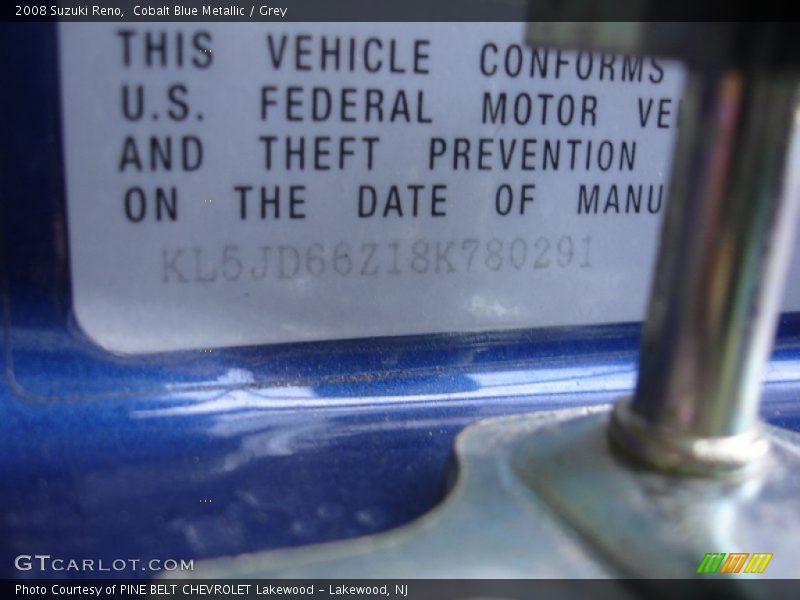 2008 Suzuki Reno,  Cobalt Blue Metallic / Grey
THIS VEHICLE CONFORMS
U.S. FEDERAL MOTOR
AND THEFT PREVENTION
ON THE DATE OF MANU
KL5JD66Z18K780291
GTCARLOT.COM
Photo Courtesy of PINE BELT CHEVROLET Lakewood - Lakewood, NJ